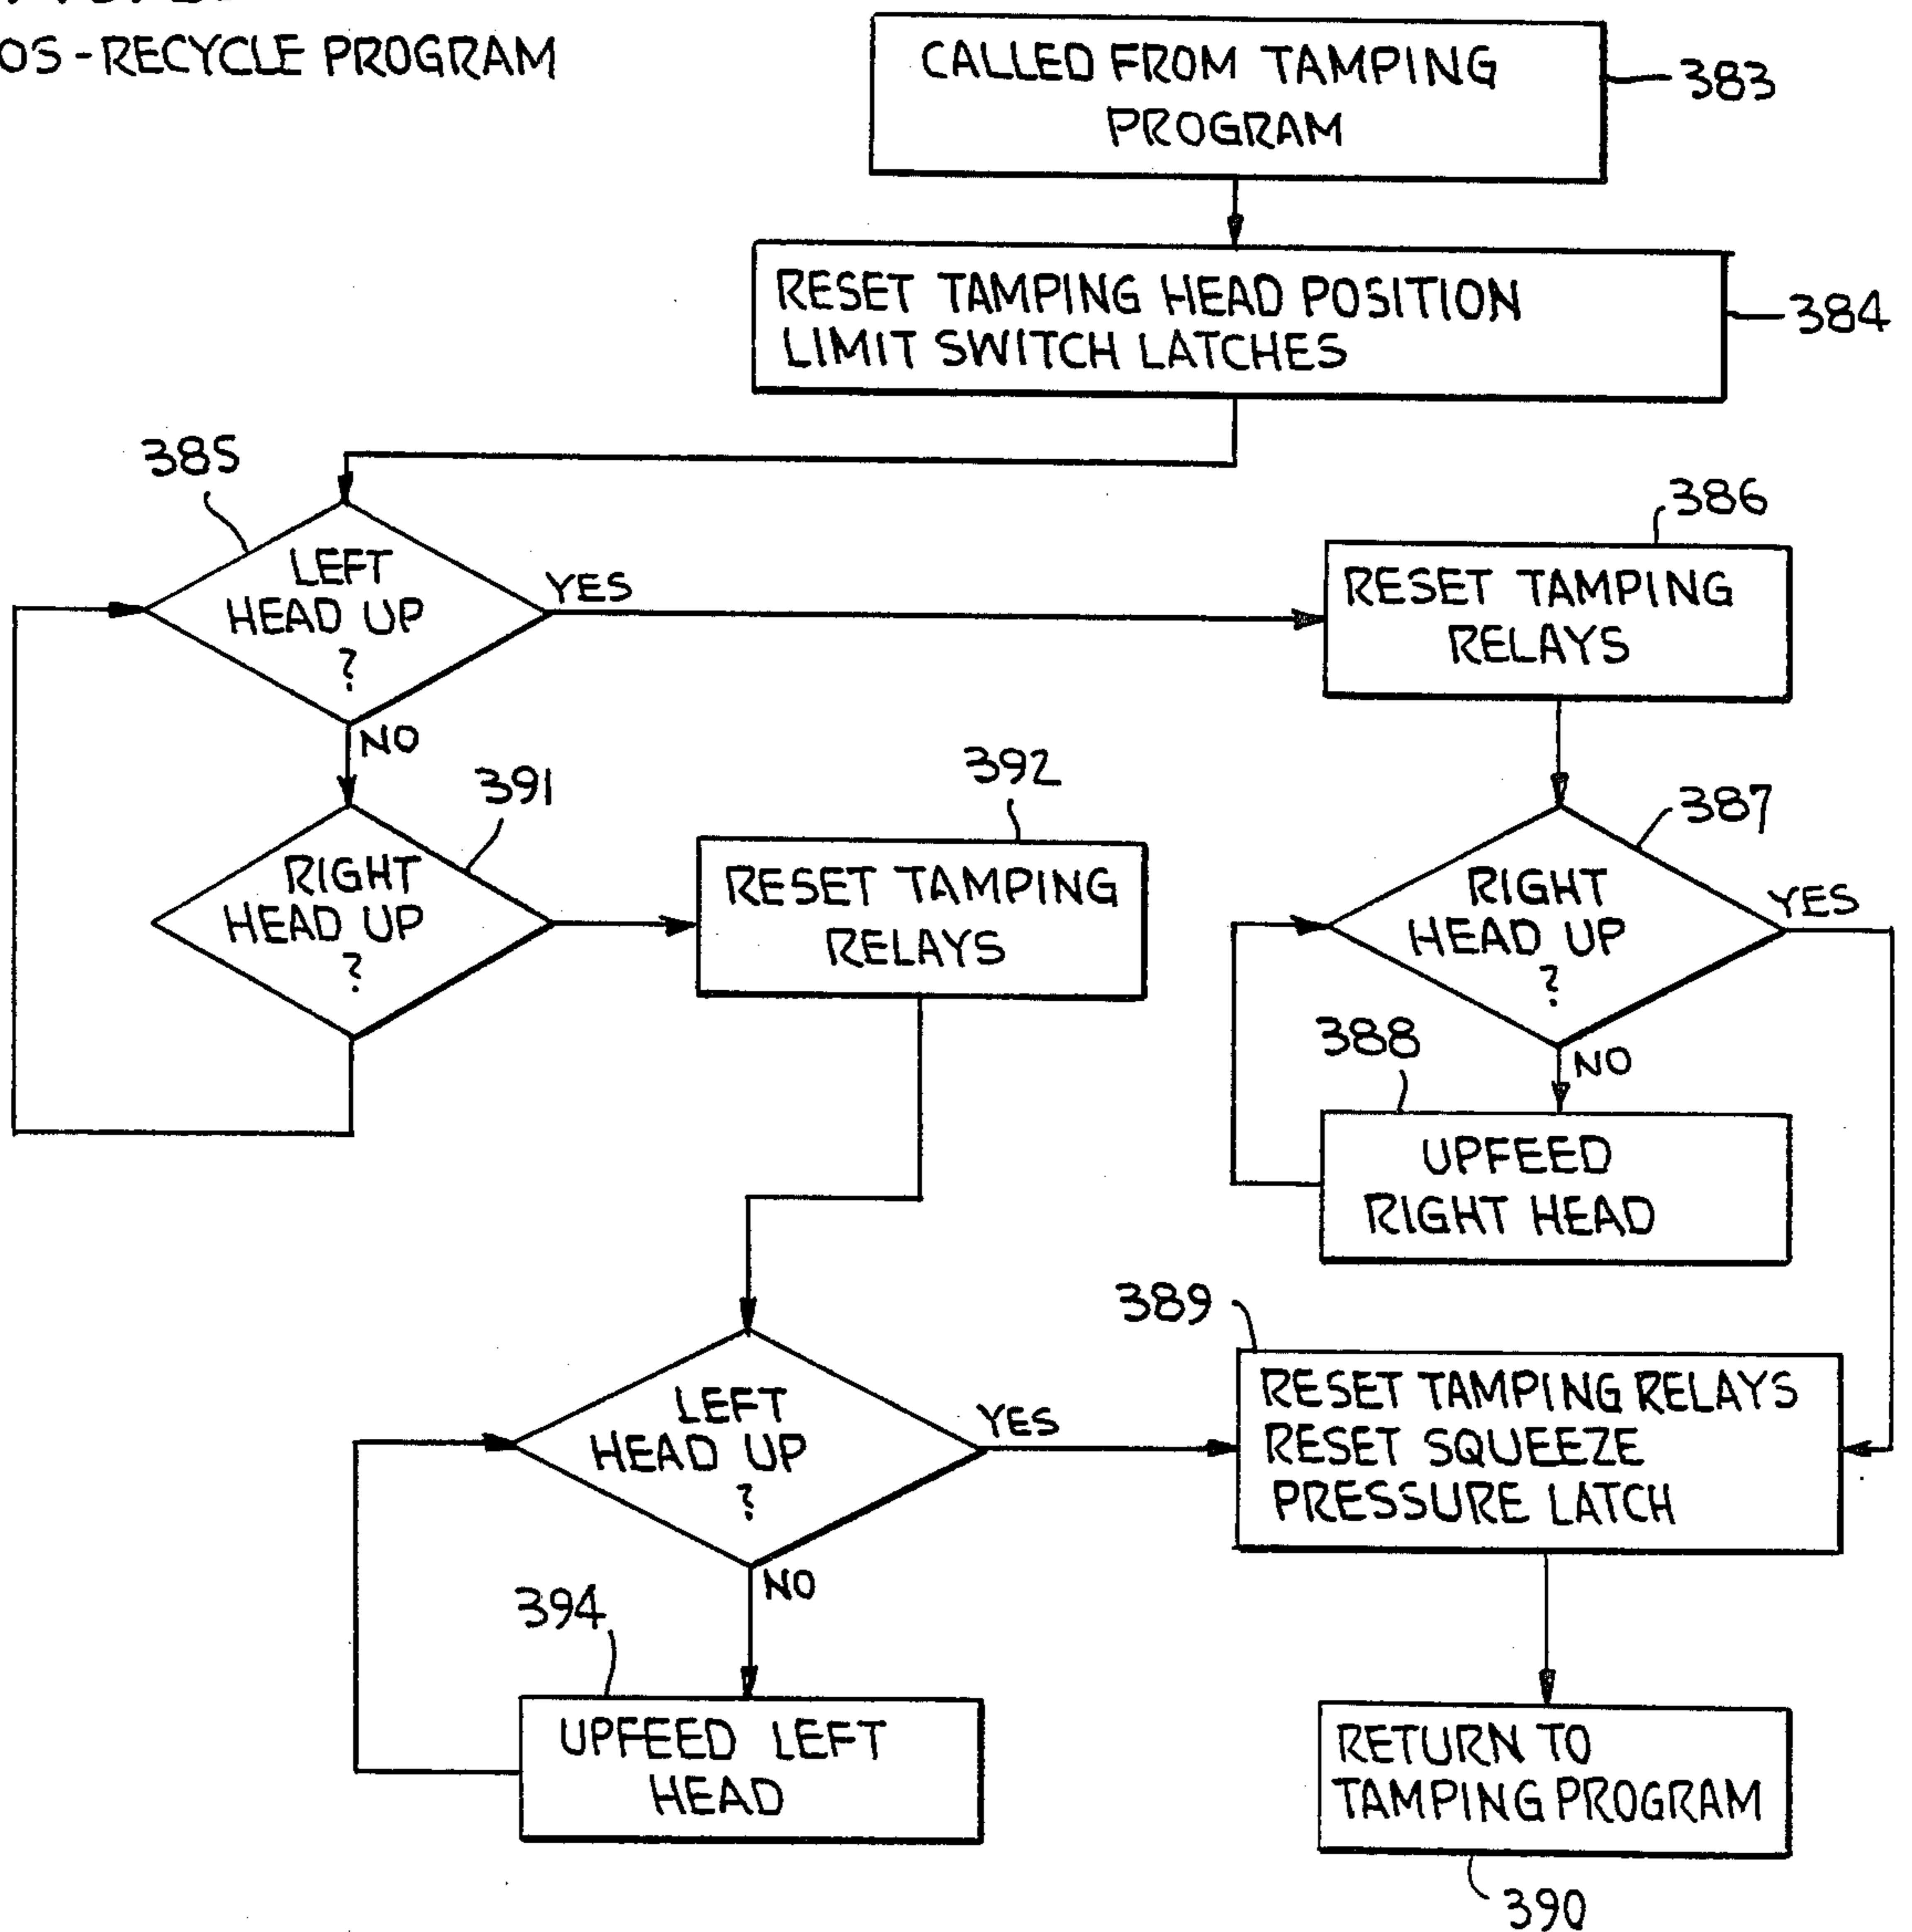 OS-RECYCLE PROGRAM
CALLED FROM TAMPING
PROGRAM
383
RESET TAMPING HEAD POSITION
LIMIT SWITCH LATCHES
384
385
LEFT
HEAD UP
?
YES
NO
386
RESET TAMPING
RELAYS
391
RIGHT
HEAD UP
?
392
RESET TAMPING
RELAYS
387
RIGHT
HEAD UP
?
YES
NO
388
UPFEED
RIGHT HEAD
LEFT
HEAD UP
?
YES
NO
389
RESET TAMPING RELAYS
RESET SQUEEZE
PRESSURE LATCH
394
UPFEED LEFT
HEAD
RETURN TO
TAMPING PROGRAM
390